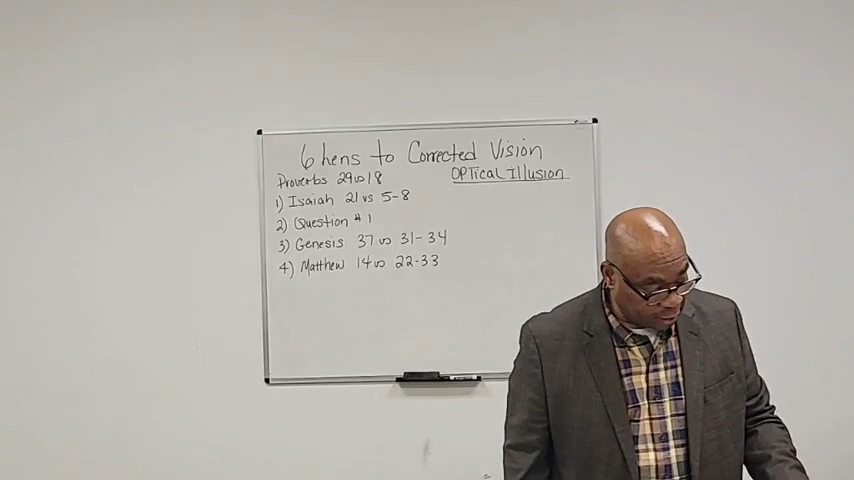 6 Lens to Corrected Vision
Proverbs 29 vs 18
OPTical Illusion
1) Isaiah 21 vs 5-8
2) Question # 1
3) Genesis 37 vs 31-34
4) Matthew 14 vs 22-33